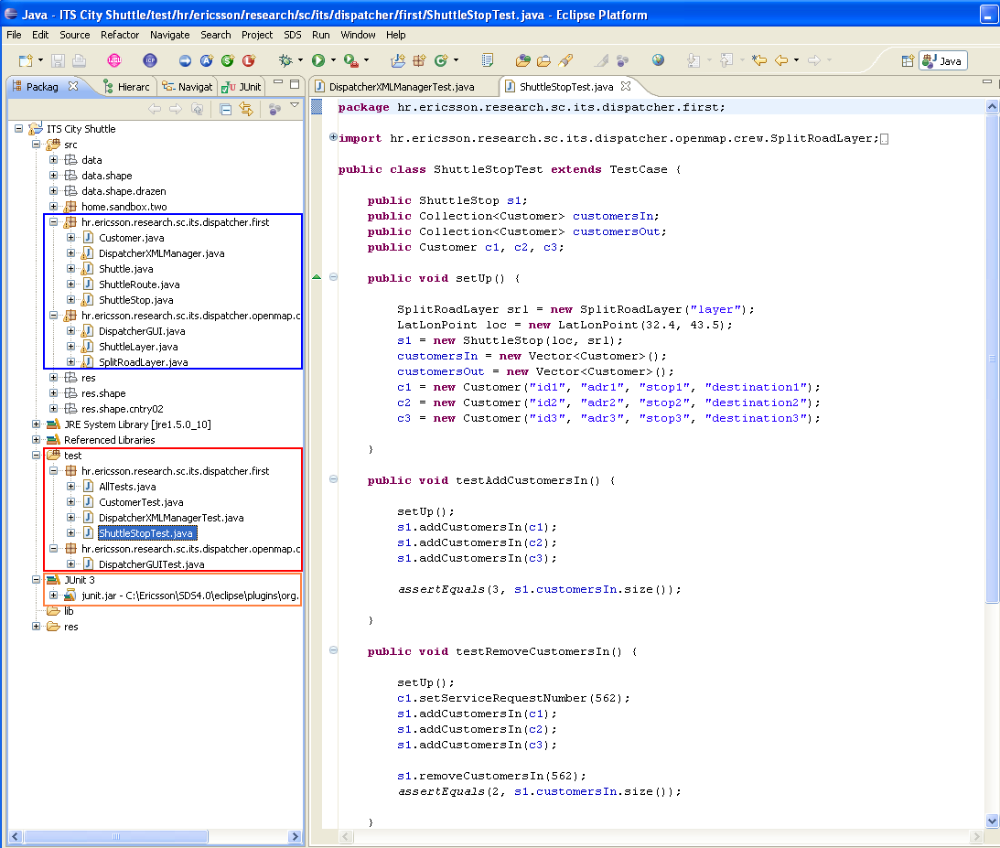 Java - ITS City Shuttle/test/hr/ericsson/research/sc/its/dispatcher/first/ShuttleStopTest.java - Eclipse Platform
File Edit Source Refactor Navigate Search Project SDS Run Window Help
Java
Packag Hierarc Navigat JUnit
DispatcherXMLManagerTest.java ShuttleStopTest.java
ITS City Shuttle
src
data
data.shape
data.shape.drazen
home.sandbox.two
hr.ericsson.research.sc.its.dispatcher.first
Customer.java
DispatcherXMLManager.java
Shuttle.java
ShuttleRoute.java
ShuttleStop.java
hr.ericsson.research.sc.its.dispatcher.openmap.c
DispatcherGUI.java
ShuttleLayer.java
SplitRoadLayer.java
res
res.shape
res.shape.cntry02
JRE System Library [jre1.5.0_10]
Referenced Libraries
test
hr.ericsson.research.sc.its.dispatcher.first
AllTests.java
CustomerTest.java
DispatcherXMLManagerTest.java
ShuttleStopTest.java
hr.ericsson.research.sc.its.dispatcher.openmap.c
DispatcherGUITest.java
JUnit 3
junit.jar - C:\Ericsson\SDS4.0\eclipse\plugins\org.
lib
res
package hr.ericsson.research.sc.its.dispatcher.first;
import hr.ericsson.research.sc.its.dispatcher.openmap.crew.SplitRoadLayer;
public class ShuttleStopTest extends TestCase {
public ShuttleStop s1;
public Collection<Customer> customersIn;
public Collection<Customer> customersOut;
public Customer c1, c2, c3;
public void setUp() {
SplitRoadLayer srl = new SplitRoadLayer("layer");
LatLonPoint loc = new LatLonPoint(32.4, 43.5);
s1 = new ShuttleStop(loc, srl);
customersIn = new Vector<Customer>();
customersOut = new Vector<Customer>();
c1 = new Customer("id1", "adr1", "stop1", "destination1");
c2 = new Customer("id2", "adr2", "stop2", "destination2");
c3 = new Customer("id3", "adr3", "stop3", "destination3");
}
public void testAddCustomersIn() {
setUp();
s1.addCustomersIn(c1);
s1.addCustomersIn(c2);
s1.addCustomersIn(c3);
assertEquals(3, s1.customersIn.size());
}
public void testRemoveCustomersIn() {
setUp();
c1.setServiceRequestNumber(562);
s1.addCustomersIn(c1);
s1.addCustomersIn(c2);
s1.addCustomersIn(c3);
s1.removeCustomersIn(562);
assertEquals(2, s1.customersIn.size());
}